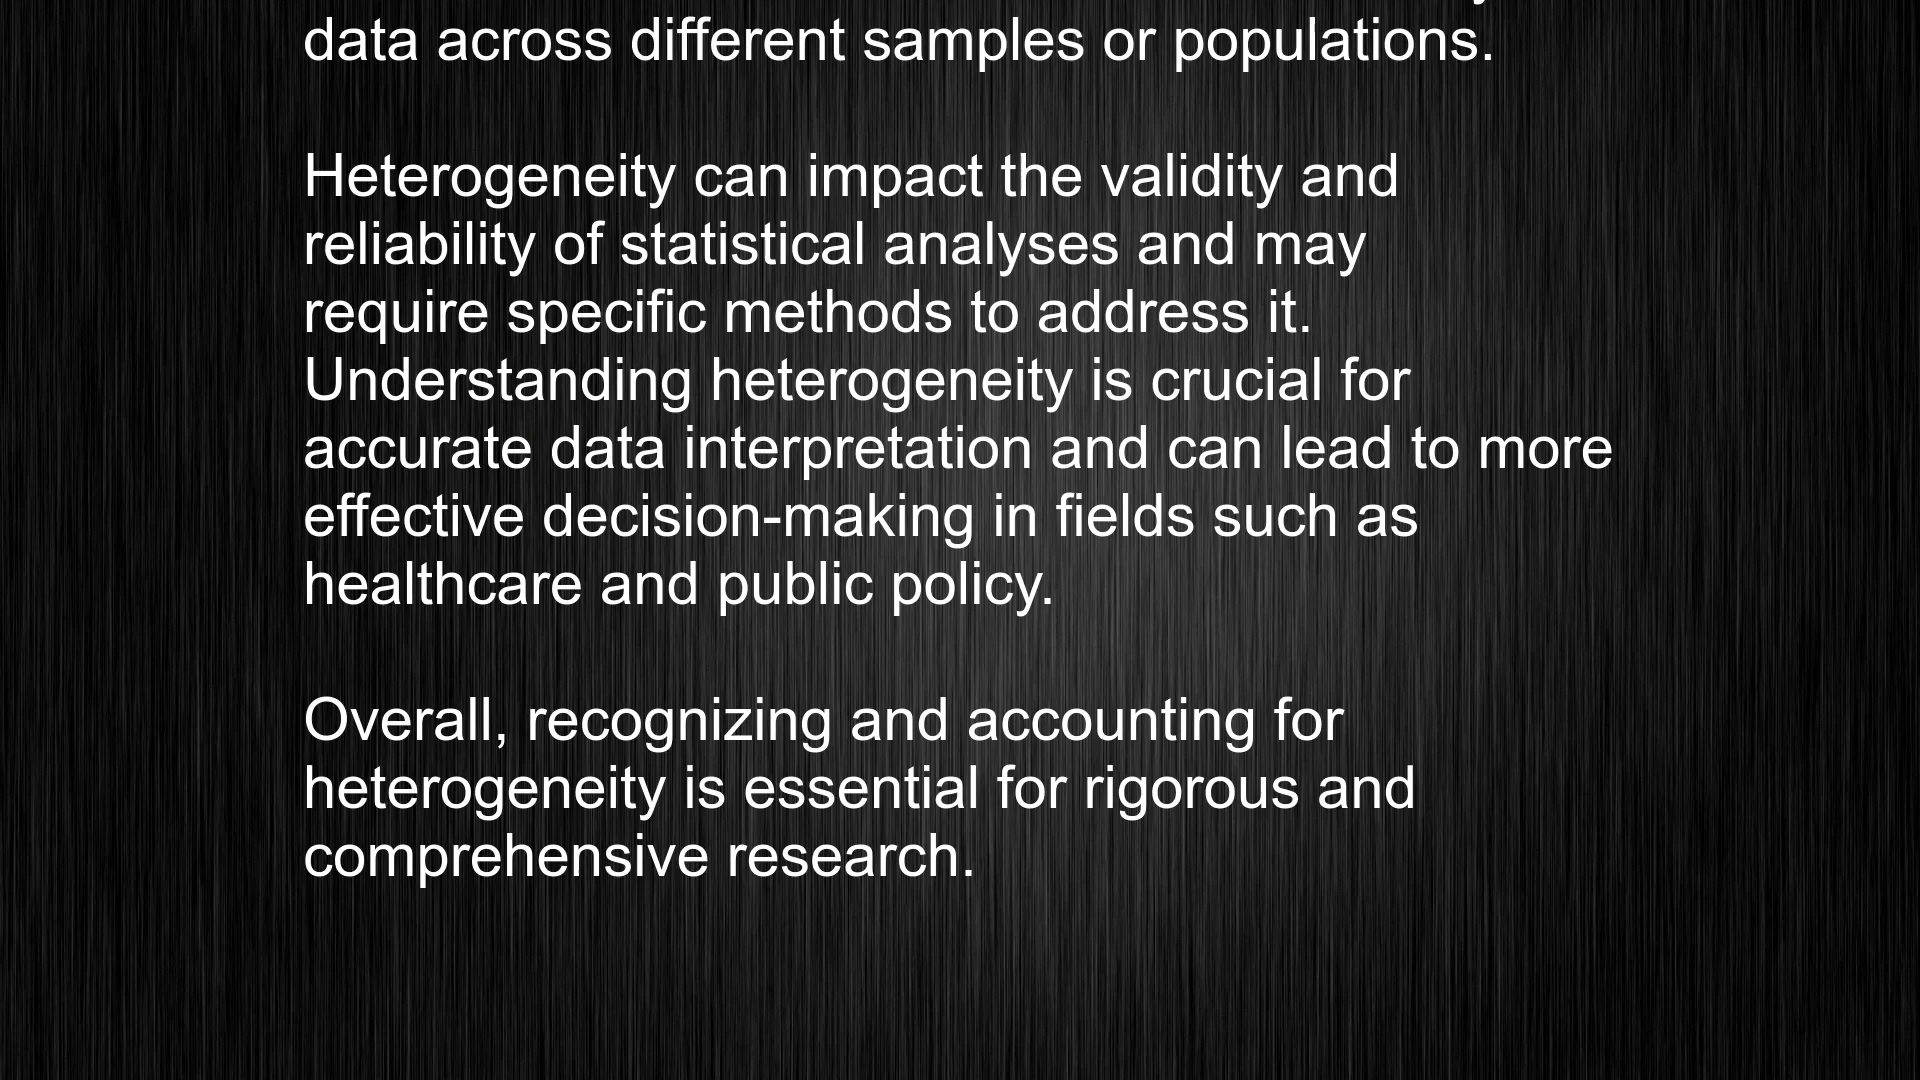 data across different samples or populations.
Heterogeneity can impact the validity and
reliability of statistical analyses and may
require specific methods to address it.
Understanding heterogeneity is crucial for
accurate data interpretation and can lead to more
effective decision-making in fields such as
healthcare and public policy.
Overall, recognizing and accounting for
heterogeneity is essential for rigorous and
comprehensive research.